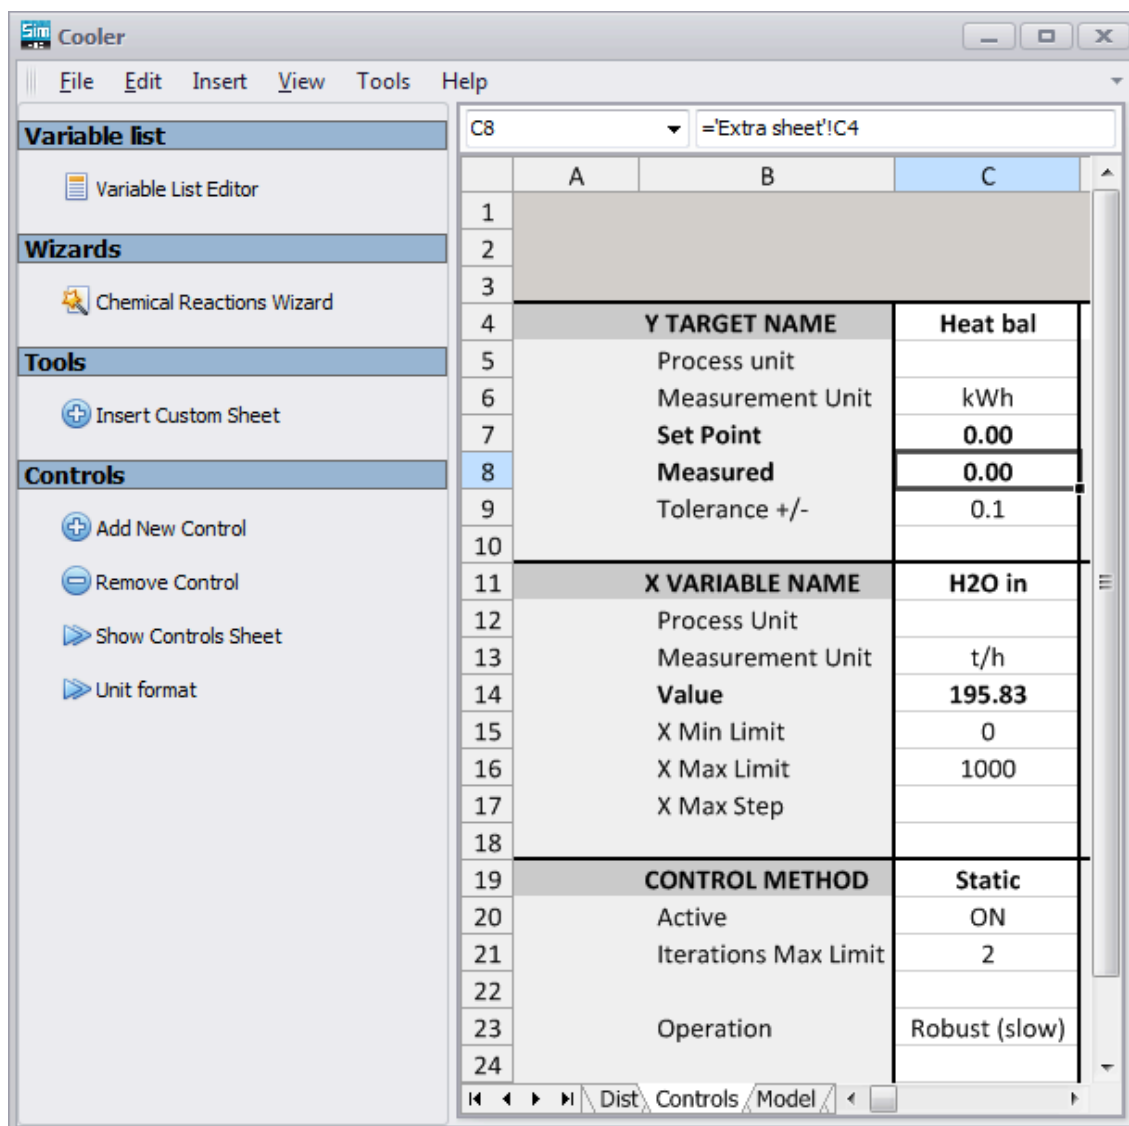 Sim Cooler
File Edit Insert View Tools Help
Variable list
Variable List Editor
Wizards
Chemical Reactions Wizard
Tools
Insert Custom Sheet
Controls
Add New Control
Remove Control
Show Controls Sheet
Unit format
C8 ='Extra sheet'!C4
A B C
1
2
3
4 Y TARGET NAME Heat bal
5 Process unit
6 Measurement Unit kWh
7 Set Point 0.00
8 Measured 0.00
9 Tolerance +/- 0.1
10
11 X VARIABLE NAME H2O in
12 Process Unit
13 Measurement Unit t/h
14 Value 195.83
15 X Min Limit 0
16 X Max Limit 1000
17 X Max Step
18
19 CONTROL METHOD Static
20 Active ON
21 Iterations Max Limit 2
22
23 Operation Robust (slow)
24
Dist Controls Model